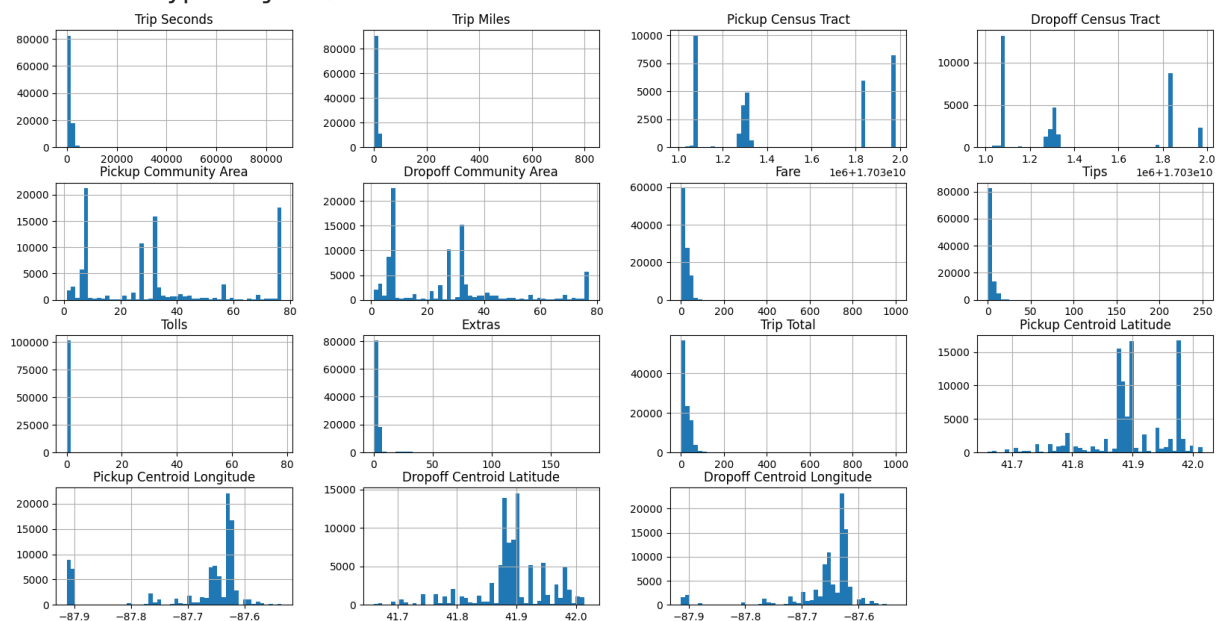 Trip Seconds
80000
60000
40000
20000
0
0 20000 40000 60000 80000
Trip Miles
80000
60000
40000
20000
0
0 200 400 600 800
Pickup Census Tract
10000
7500
5000
2500
0
1.0 1.2 1.4 1.6 1.8 2.0
1e6+1.703e10
Dropoff Census Tract
10000
5000
0
1.0 1.2 1.4 1.6 1.8 2.0
1e6+1.703e10
Pickup Community Area
20000
15000
10000
5000
0
0 20 40 60 80
Dropoff Community Area
20000
15000
10000
5000
0
0 20 40 60 80
Fare
60000
40000
20000
0
0 200 400 600 800 1000
Tips
80000
60000
40000
20000
0
0 50 100 150 200 250
Tolls
100000
75000
50000
25000
0
0 20 40 60 80
Extras
80000
60000
40000
20000
0
0 50 100 150
Trip Total
40000
20000
0
0 200 400 600 800 1000
Pickup Centroid Latitude
15000
10000
5000
0
41.7 41.8 41.9 42.0
Pickup Centroid Longitude
20000
15000
10000
5000
0
−87.9 −87.8 −87.7 −87.6
Dropoff Centroid Latitude
15000
10000
5000
0
41.7 41.8 41.9 42.0
Dropoff Centroid Longitude
20000
15000
10000
5000
0
−87.9 −87.8 −87.7 −87.6